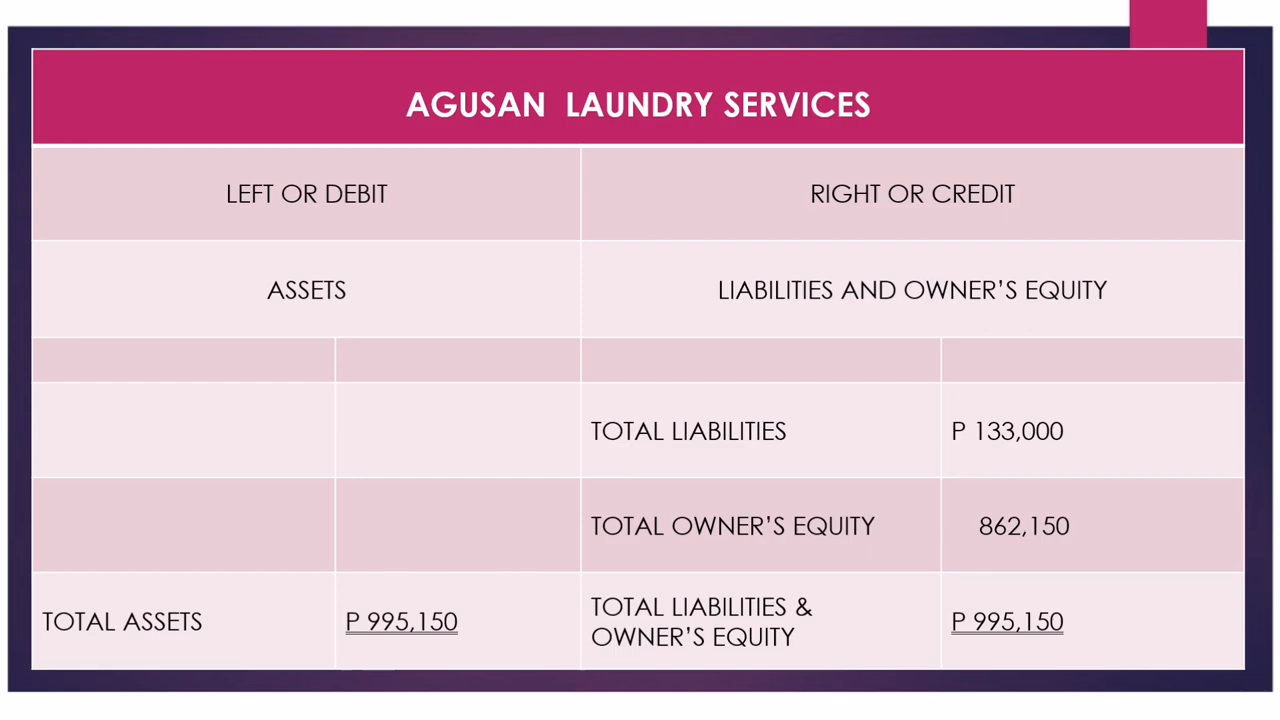 AGUSAN LAUNDRY SERVICES
LEFT OR DEBIT
RIGHT OR CREDIT
ASSETS
LIABILITIES AND OWNER’S EQUITY
TOTAL LIABILITIES
P 133,000
TOTAL OWNER’S EQUITY
862,150
TOTAL ASSETS
P 995,150
TOTAL LIABILITIES &
OWNER’S EQUITY
P 995,150